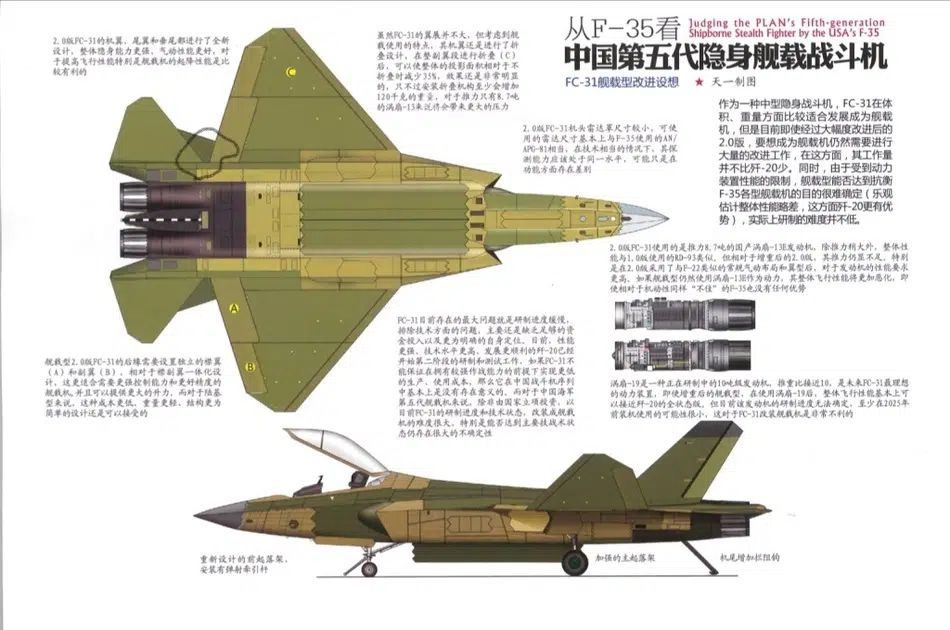 从F-35看
Judging the PLAN's Fifth-generation
Shipborne Stealth Fighter by the USA's F-35
中国第五代隐身舰载战斗机
FC-31舰载型改进设想 ★ 天一制图
作为一种中型隐身战斗机，FC-31在体
积、重量方面比较适合发展成为舰载
机，但是目前即使经过大幅度改进后的
2.0版，要想成为舰载机仍然需要进行
大量的改进工作，在这方面，其工作量
并不比歼-20少。同时，由于受到动力
装置性能的限制，舰载型能否达到抗衡
F-35各型舰载机的目的很难确定（乐观
估计整体性能略差，这方面歼-20更有优
势），实际上研制的难度并不低。
2.0版FC-31的机翼、尾翼和垂尾都进行了全新
设计，整体隐身能力更强、气动性能更好，对
于提高飞行性能特别是舰载机的起降性能是比
较有利的
虽然FC-31的翼展并不大，但考虑到舰
载使用的特点，其机翼还是进行了折
叠设计，在整副翼段进行折叠（C）
后，可以使整体的投影面积相对于不
折叠时减少35%，效果还是非常明显
的，只不过安装折叠机构至少会增加
120千克的重量，对于推力只有8.7吨
的涡扇-13来说将会带来更大的压力
C
2.0版FC-31机头雷达罩尺寸较小，可使
用的雷达尺寸基本上与F-35使用的AN/
APG-81相当，在技术相当的情况下，其探
测能力应该处于同一水平，可能只是在
功能方面存在差别
2.0版FC-31使用的是推力8.7吨的国产涡扇-13E发动机，除推力稍大外，整体性
能与1.0版使用的RD-93类似，但相对于增重后的2.0版，其推力仍显不足，特别
是在2.0版采用了与F-22类似的常规气动布局和翼型后，对于发动机的性能要求
更高，如果舰载型仍然使用涡扇-13E作为动力，其整体飞行性能将更加恶化，即
使相对于机动性同样“不佳”的F-35也没有任何优势
A
B
舰载型2.0版FC-31的后缘需要设置独立的襟翼
（A）和副翼（B），相对于襟副翼一体化设
计，这更适合需要更强控制能力和更好精度的
舰载机并且可以提供更大的升力，而对于陆基
型来说，这种成本更低、重量更轻、结构更为
简单的设计还是可以接受的
FC-31目前存在的最大问题就是研制进度缓慢，
排除技术方面的问题，主要还是缺乏足够的资
金投入以及更为明确的自身定位。目前，性能
更强、技术水平更高、发展更顺利的歼-20已经
开始第二阶段的研制和测试工作，如果FC-31不
能保证在拥有较强作战能力的前提下实现更低
的生产、使用成本，那么它在中国战斗机序列
中基本上是没有存在意义的。而对于中国海军
第五代舰载机来说，除非由国家立项接受，以
目前FC-31的研制进度和技术状态，改装成舰载
机的难度很大，特别是能否达到主要技战术状
态仍存在很大的不确定性
涡扇-19是一种正在研制中的10吨级发动机，推重比接近10，是未来FC-31最理想
的动力装置，即使增重后的舰载型，在使用涡扇-19后，整体飞行性能基本上可
以接近歼-20的全状态版，但目前该发动机的研制进度无法确定，至少在2025年
前装机使用的可能性很小，这对于FC-31改装舰载机是非常不利的
重新设计的前起落架，
安装有弹射牵引杆
加强的主起落架
机尾增加拦阻钩